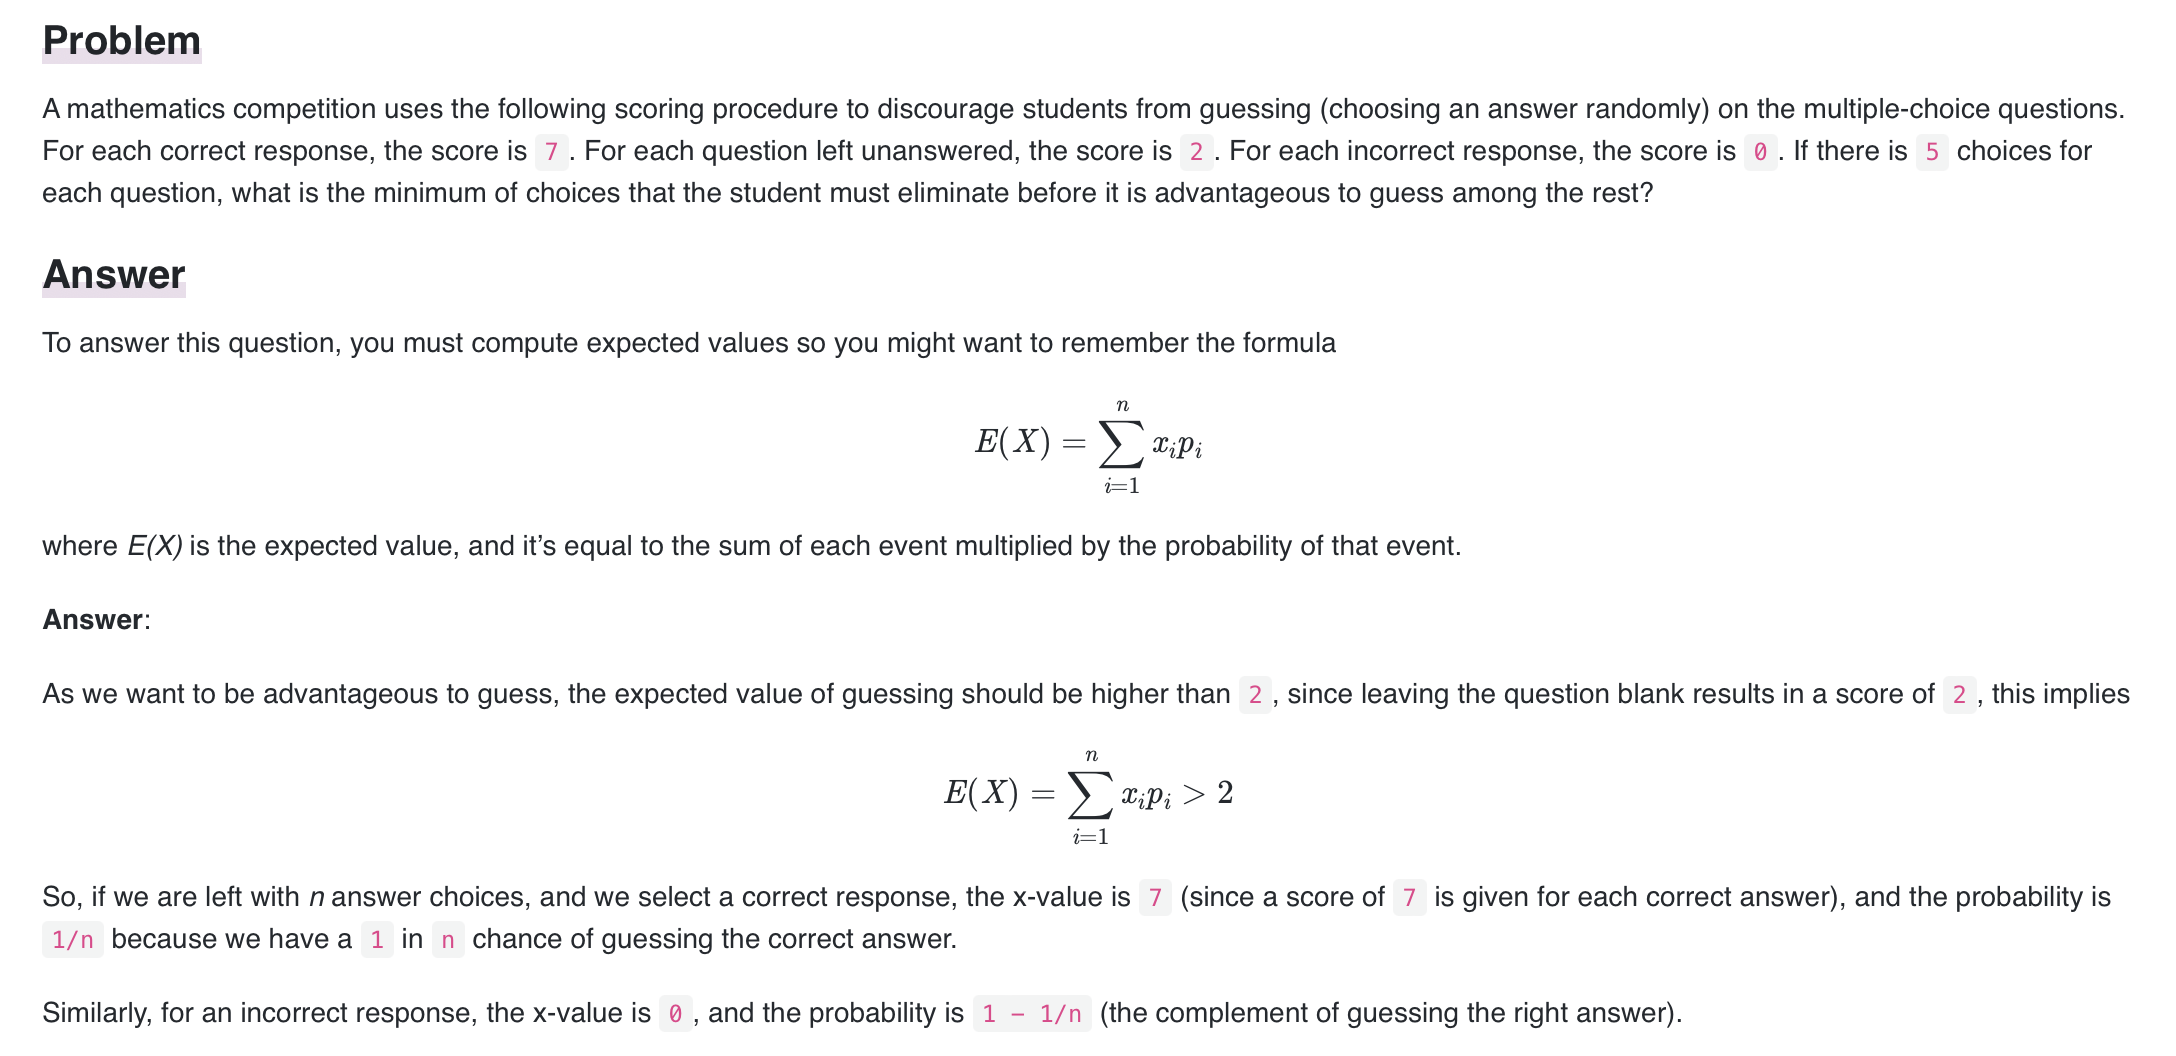 Problem
A mathematics competition uses the following scoring procedure to discourage students from guessing (choosing an answer randomly) on the multiple-choice questions.
For each correct response, the score is 7 . For each question left unanswered, the score is 2 . For each incorrect response, the score is 0 . If there is 5 choices for
each question, what is the minimum of choices that the student must eliminate before it is advantageous to guess among the rest?
Answer
To answer this question, you must compute expected values so you might want to remember the formula
E(X) = \sum_{i=1}^{n} x_i p_i
where E(X) is the expected value, and it’s equal to the sum of each event multiplied by the probability of that event.
Answer:
As we want to be advantageous to guess, the expected value of guessing should be higher than 2 , since leaving the question blank results in a score of 2 , this implies
E(X) = \sum_{i=1}^{n} x_i p_i > 2
So, if we are left with n answer choices, and we select a correct response, the x-value is 7 (since a score of 7 is given for each correct answer), and the probability is
1/n because we have a 1 in n chance of guessing the correct answer.
Similarly, for an incorrect response, the x-value is 0 , and the probability is 1 - 1/n (the complement of guessing the right answer).